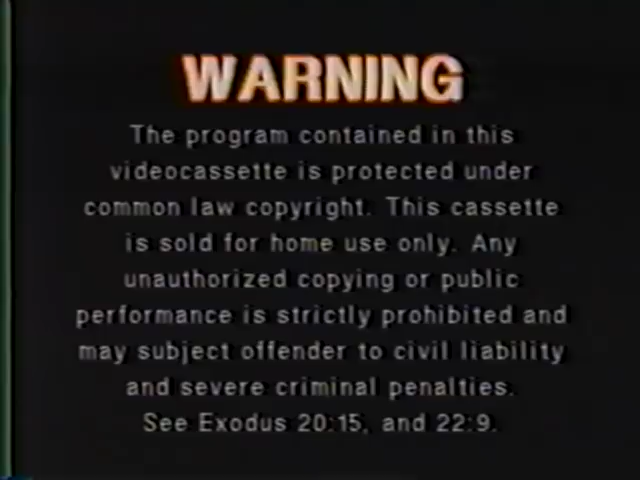 WARNING
The program contained in this
videocassette is protected under
common law copyright. This cassette
is sold for home use only. Any
unauthorized copying or public
performance is strictly prohibited and
may subject offender to civil liability
and severe criminal penalties.
See Exodus 20:15, and 22:9.